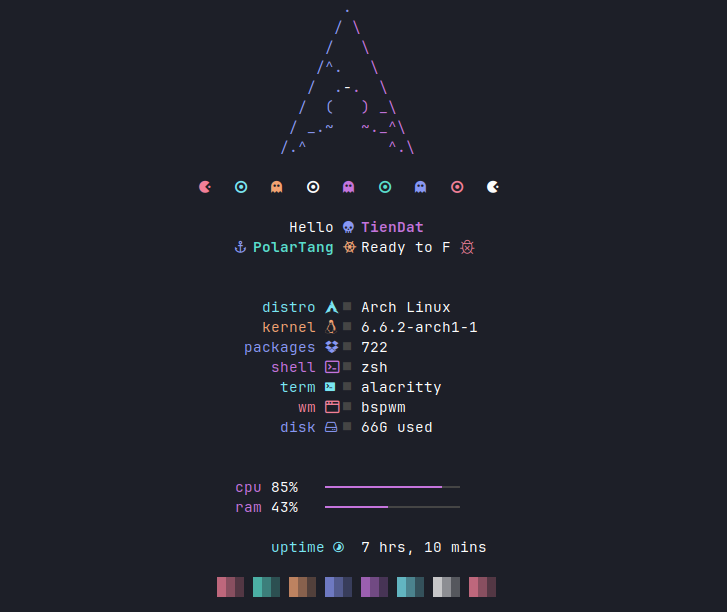 Hello TienDat
PolarTang Ready to F
distro Arch Linux
kernel 6.6.2-arch1-1
packages 722
shell zsh
term alacritty
wm bspwm
disk 66G used
cpu 85%
ram 43%
uptime 7 hrs, 10 mins